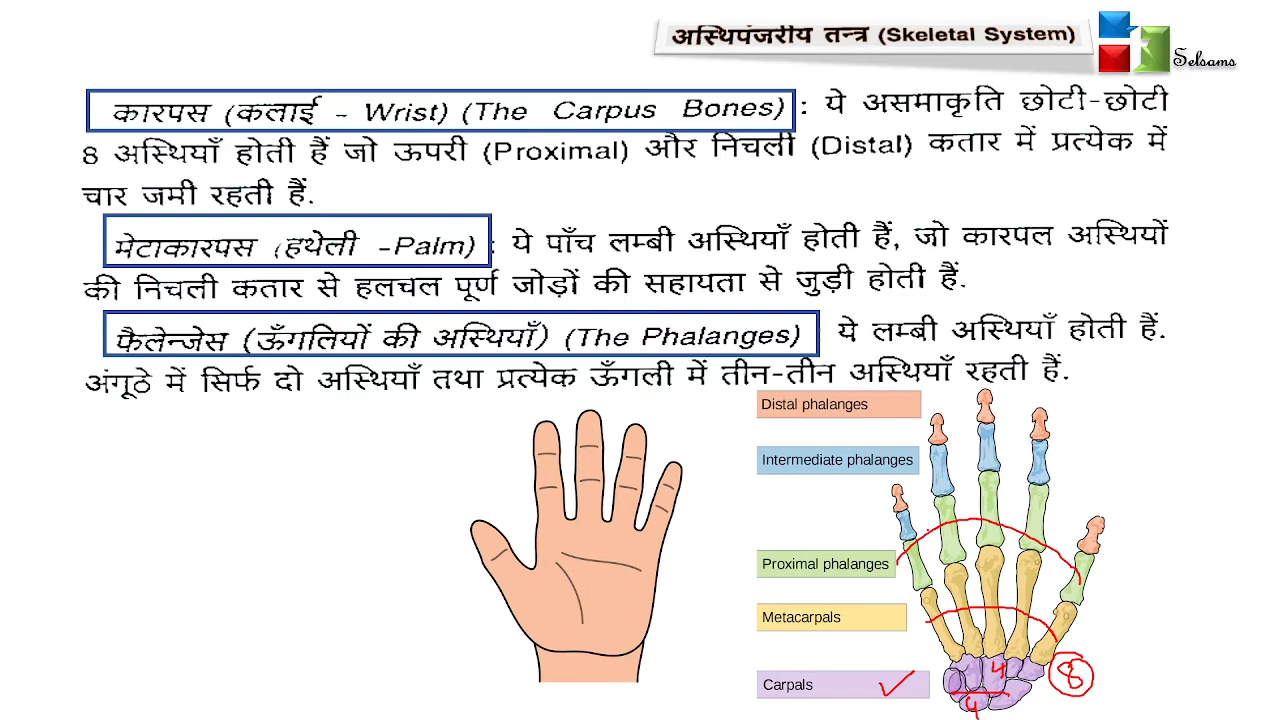 अस्थिपंजरीय तन्त्र (Skeletal System)
Selsams
कारपस (कलाई - Wrist) (The Carpus Bones) : ये असमाकृति छोटी-छोटी
8 अस्थियाँ होती हैं जो ऊपरी (Proximal) और निचली (Distal) कतार में प्रत्येक में
चार जमी रहती हैं.
मेटाकारपस (हथेली -Palm) : ये पाँच लम्बी अस्थियाँ होती हैं, जो कारपल अस्थियों
की निचली कतार से हलचल पूर्ण जोड़ों की सहायता से जुड़ी होती हैं.
फैलेन्जेस (ऊँगलियों की अस्थियाँ) (The Phalanges) ये लम्बी अस्थियाँ होती हैं.
अंगूठे में सिर्फ दो अस्थियाँ तथा प्रत्येक ऊँगली में तीन-तीन अस्थियाँ रहती हैं.
Distal phalanges
Intermediate phalanges
Proximal phalanges
Metacarpals
Carpals
4
8
4